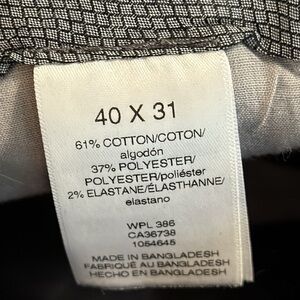 40 X 31
61% COTTON/COTON/
algodón
37% POLYESTER/
POLYESTER/poliéster
2% ELASTANE/ÉLASTHANNE/
elastano
WPL 386
CA36738
1054645
MADE IN BANGLADESH
FABRIQUÉ AU BANGLADESH
HECHO EN BANGLADESH